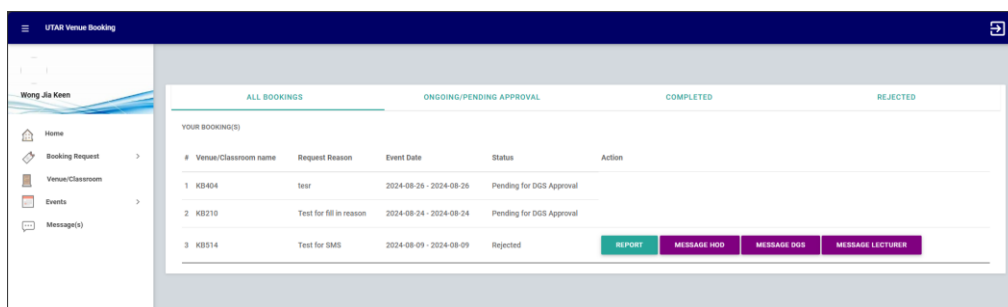 UTAR Venue Booking
Wong Jia Keen
Home
Booking Request
Venue/Classroom
Events
Message(s)
ALL BOOKINGS ONGOING/PENDING APPROVAL COMPLETED REJECTED
YOUR BOOKING(S)
# Venue/Classroom name Request Reason Event Date Status Action
1 KB404 tesr 2024-08-26 - 2024-08-26 Pending for DGS Approval
2 KB210 Test for fill in reason 2024-08-24 - 2024-08-24 Pending for DGS Approval
3 KB514 Test for SMS 2024-08-09 - 2024-08-09 Rejected REPORT MESSAGE HOD MESSAGE DGS MESSAGE LECTURER